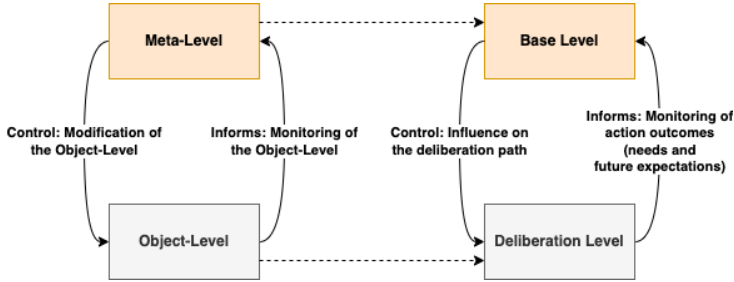 Meta-Level
Base Level
Control: Modification of
the Object-Level
Informs: Monitoring of
the Object-Level
Control: Influence on
the deliberation path
Informs: Monitoring of
action outcomes
(needs and
future expectations)
Object-Level
Deliberation Level